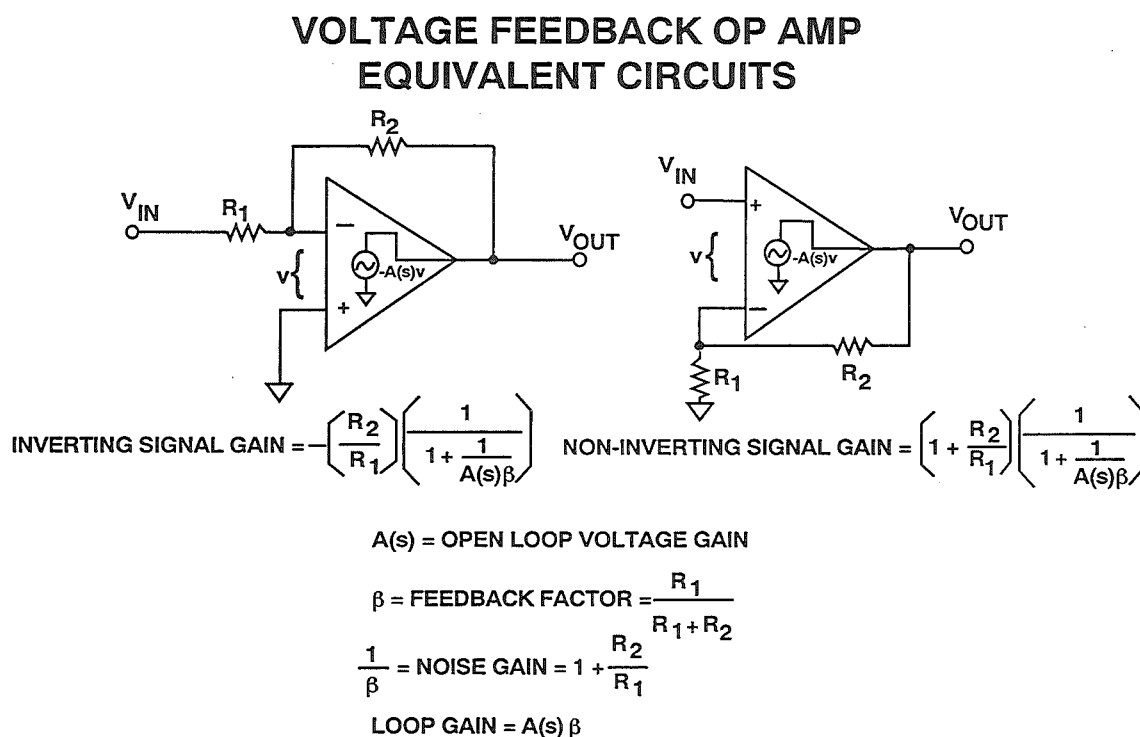 VOLTAGE FEEDBACK OP AMP
EQUIVALENT CIRCUITS
R2
VIN
R1
−
v{
-A(s)v
+
VOUT
VIN
+
v{
-A(s)v
−
VOUT
R1
R2
INVERTING SIGNAL GAIN = −(R2/R1)(1/(1 + 1/(A(s)β)))
NON-INVERTING SIGNAL GAIN = (1 + R2/R1)(1/(1 + 1/(A(s)β)))
A(s) = OPEN LOOP VOLTAGE GAIN
β = FEEDBACK FACTOR = R1/(R1 + R2)
1/β = NOISE GAIN = 1 + R2/R1
LOOP GAIN = A(s) β